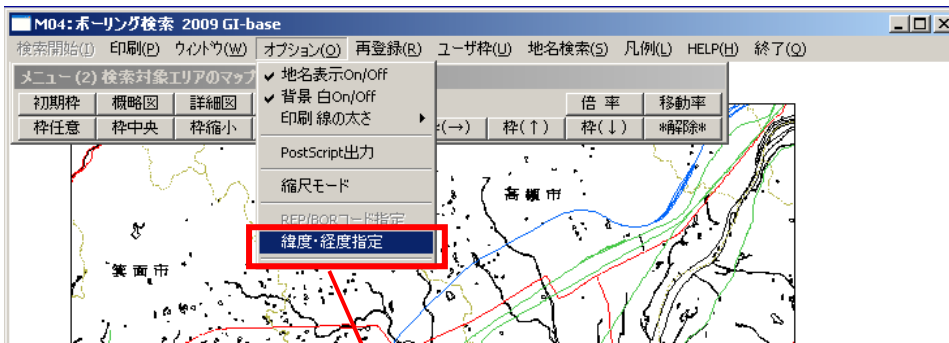 M04:ボーリング検索 2009 GI-base
検索開始(I) 印刷(P) ウィンドウ(W) オプション(O) 再登録(R) ユーザ枠(U) 地名検索(S) 凡例(L) HELP(H) 終了(Q)
メニュー (2) 検索対象エリアのマップ
初期枠 概略図 詳細図 倍 率 移動率
枠任意 枠中央 枠縮小 (→) 枠(↑) 枠(↓) *解除*
地名表示On/Off
背景 白On/Off
印刷 線の太さ
PostScript出力
縮尺モード
REP/BORコード指定
緯度・経度指定
高槻市
箕面市